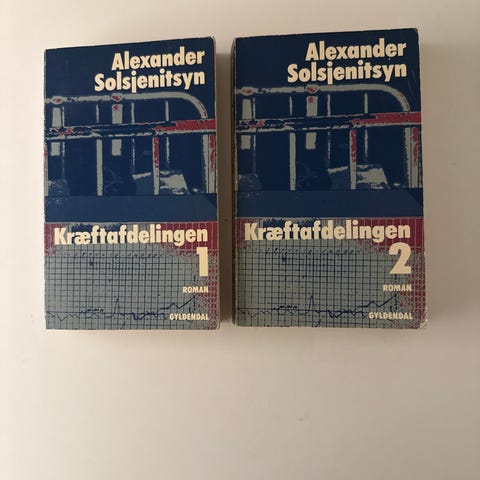 Alexander
Solsjenitsyn
Kræftafdelingen
1
ROMAN
GYLDENDAL
Alexander
Solsjenitsyn
Kræftafdelingen
2
ROMAN
GYLDENDAL